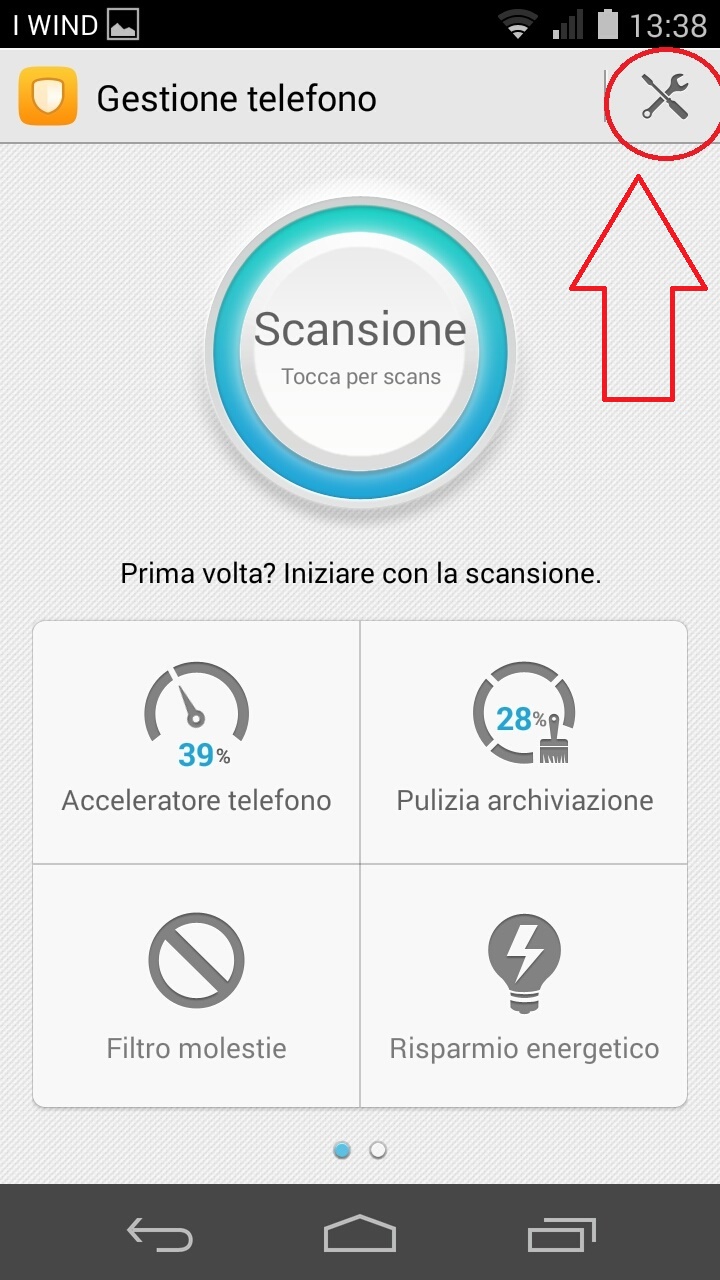 I WIND 13:38
Gestione telefono
Scansione
Tocca per scans
Prima volta? Iniziare con la scansione.
39%
Acceleratore telefono
28%
Pulizia archiviazione
Filtro molestie
Risparmio energetico